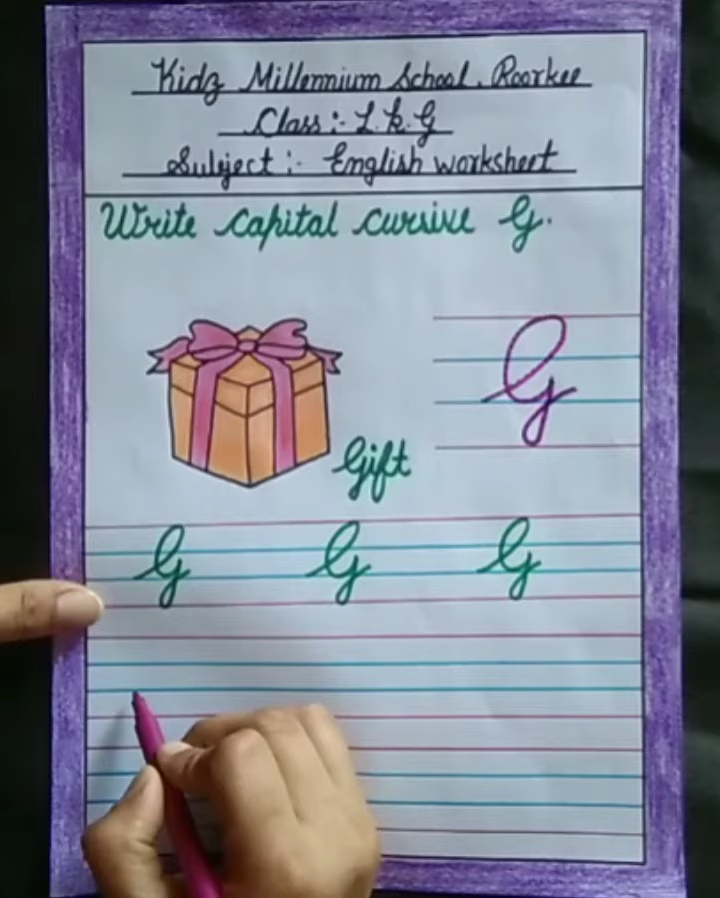 Kidz Millennium School, Roorkee
Class:- L.K.G
Subject:- English worksheet
Write capital cursive G.
G
Gift
G G G